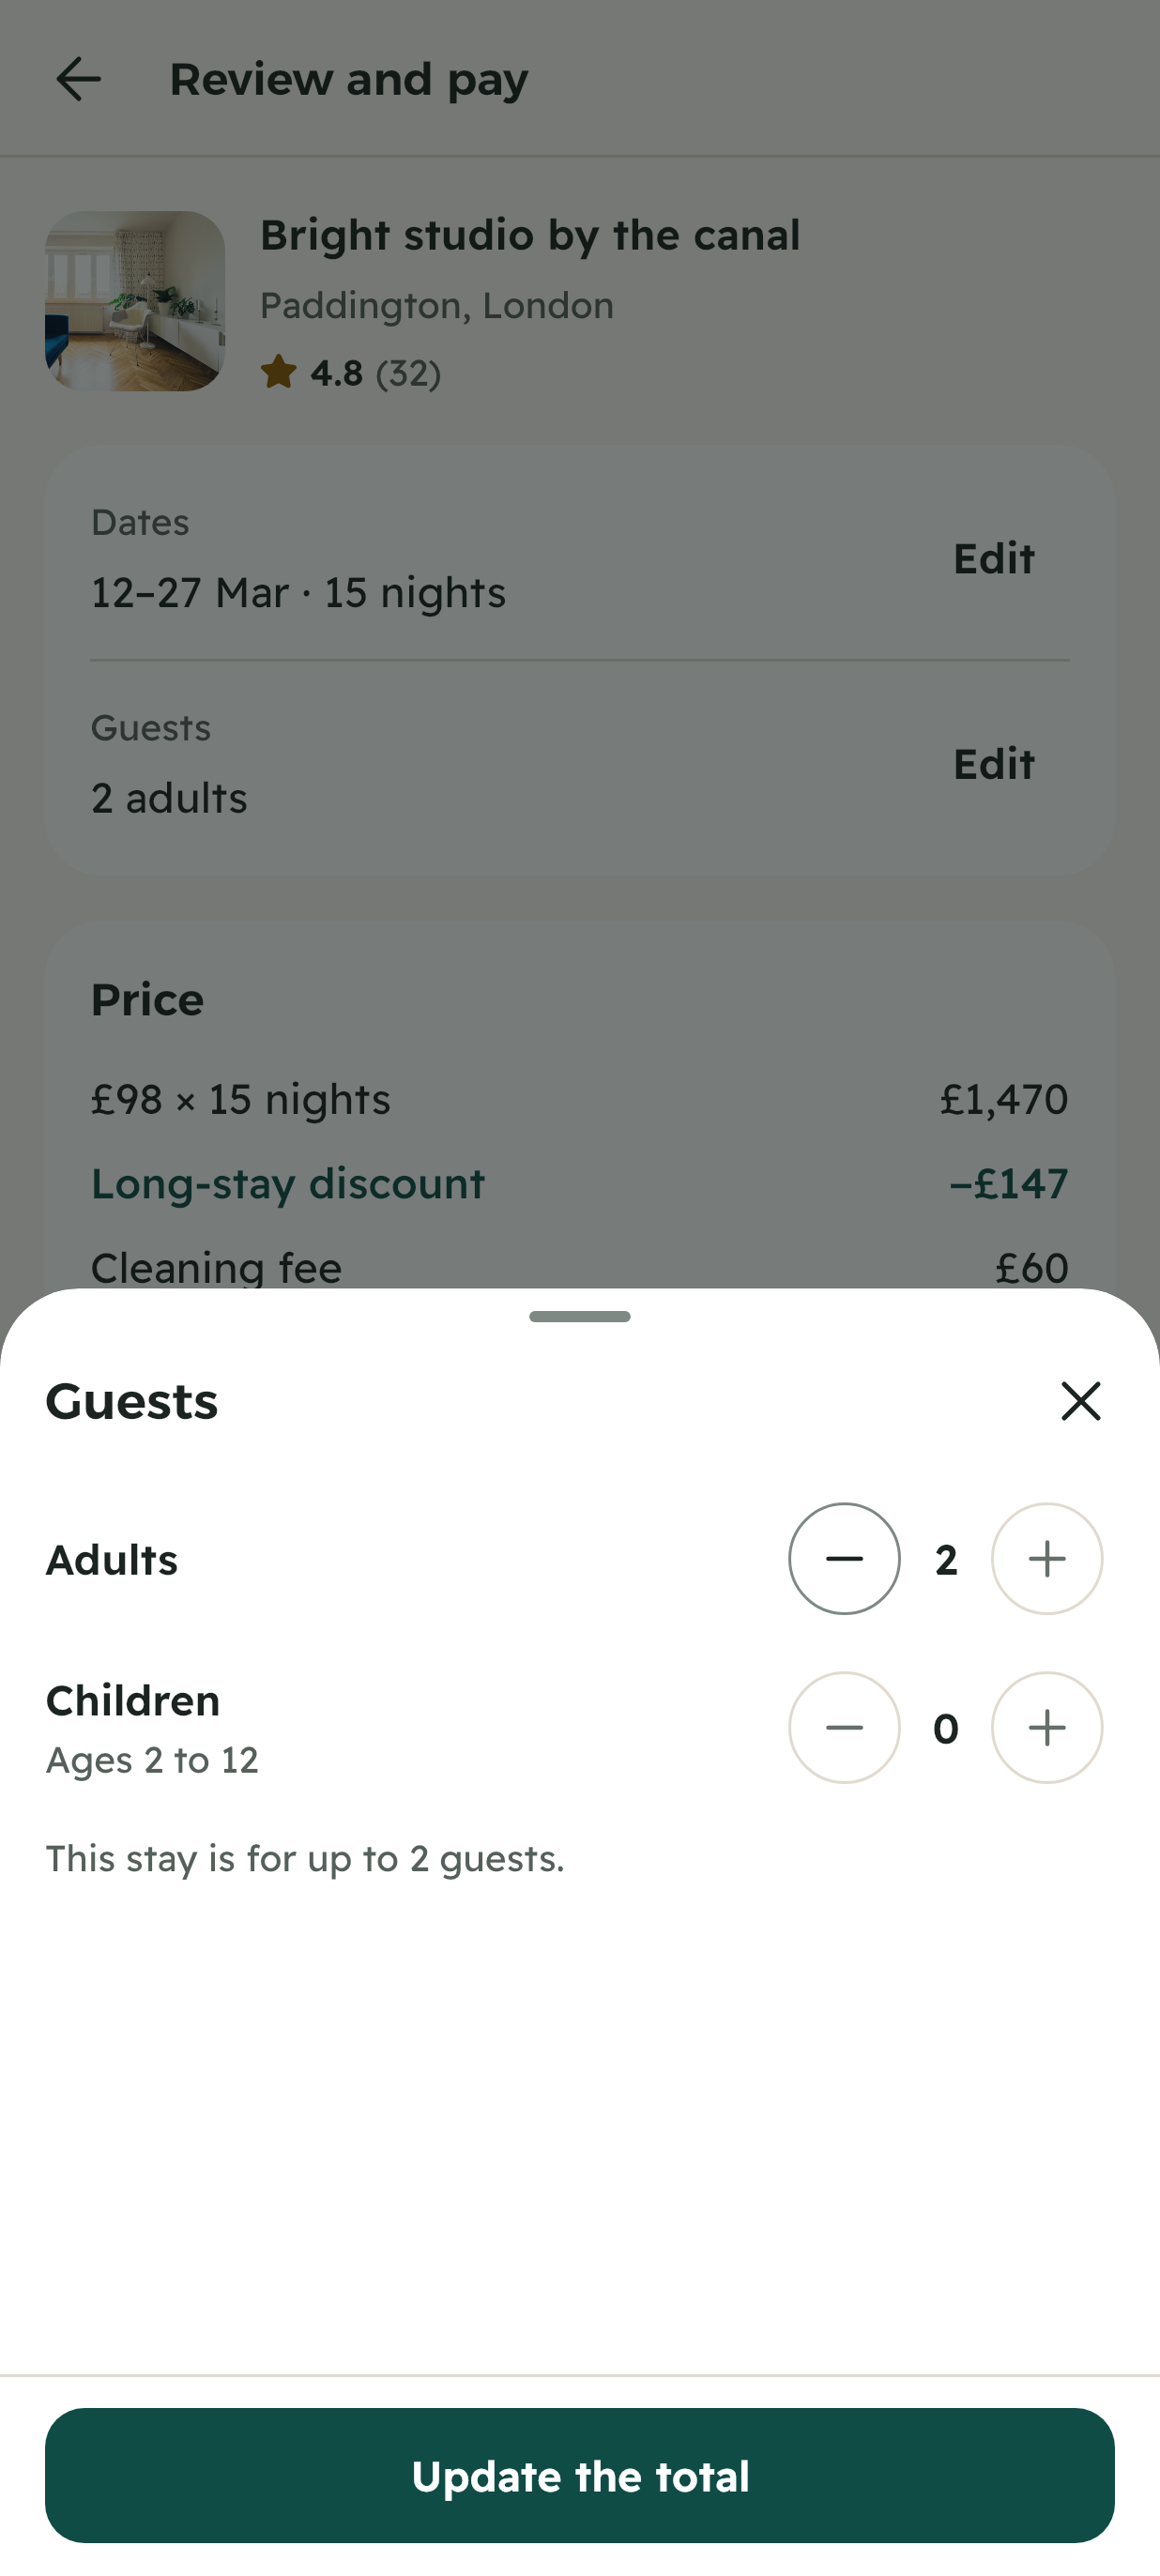 Review and pay
Bright studio by the canal
Paddington, London
4.8 (32)
Dates
12–27 Mar · 15 nights
Edit
Guests
2 adults
Edit
Price
£98 × 15 nights £1,470
Long-stay discount −£147
Cleaning fee £60
Guests
Adults 2
Children 0
Ages 2 to 12
This stay is for up to 2 guests.
Update the total